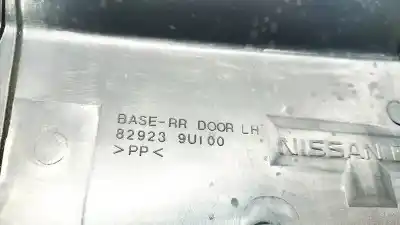 BASE-RR DOOR LH
82923 9U100
>PP<
NISSAN